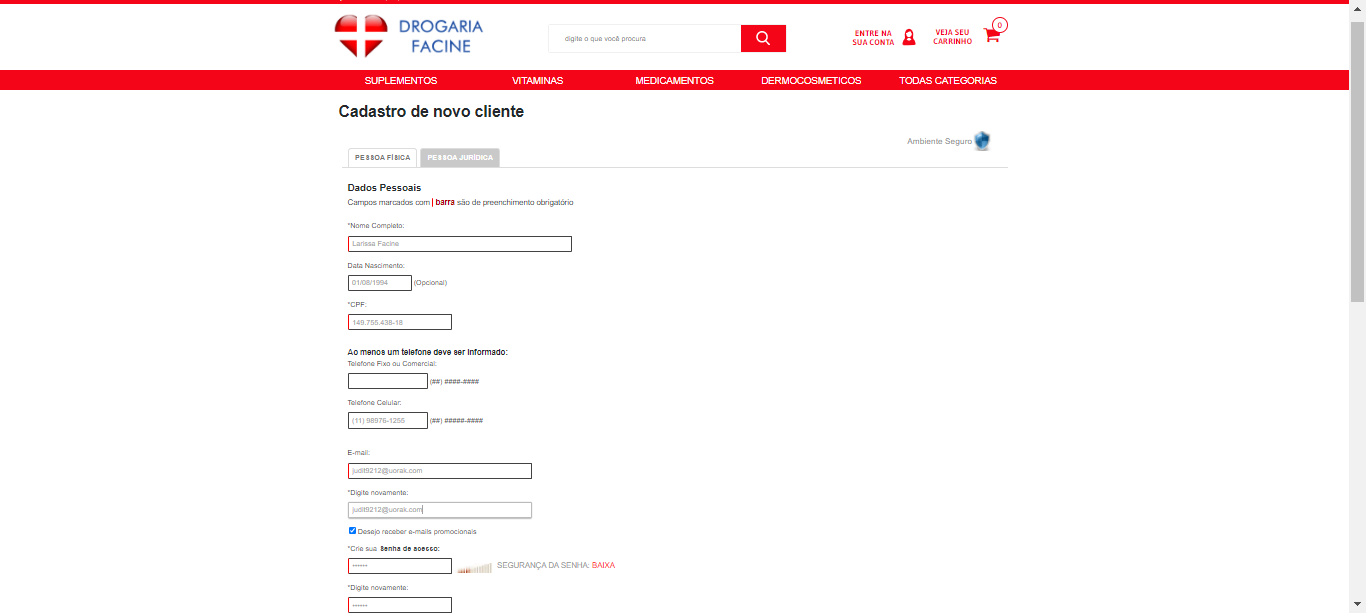 DROGARIA
FACINE
digite o que você procura
ENTRE NA
SUA CONTA
VEJA SEU
CARRINHO
0
SUPLEMENTOS VITAMINAS MEDICAMENTOS DERMOCOSMETICOS TODAS CATEGORIAS
Cadastro de novo cliente
Ambiente Seguro
PESSOA FÍSICA PESSOA JURÍDICA
Dados Pessoais
Campos marcados com | barra são de preenchimento obrigatório
*Nome Completo:
Larissa Facine
Data Nascimento:
01/08/1994 (Opcional)
*CPF:
149.755.438-18
Ao menos um telefone deve ser informado:
Telefone Fixo ou Comercial:
(##) ####-####
Telefone Celular:
(11) 98976-1255 (##) #####-####
E-mail:
judit9212@uorak.com
*Digite novamente:
judit9212@uorak.com
Desejo receber e-mails promocionais
*Crie sua Senha de acesso:
•••••• SEGURANÇA DA SENHA: BAIXA
*Digite novamente:
••••••